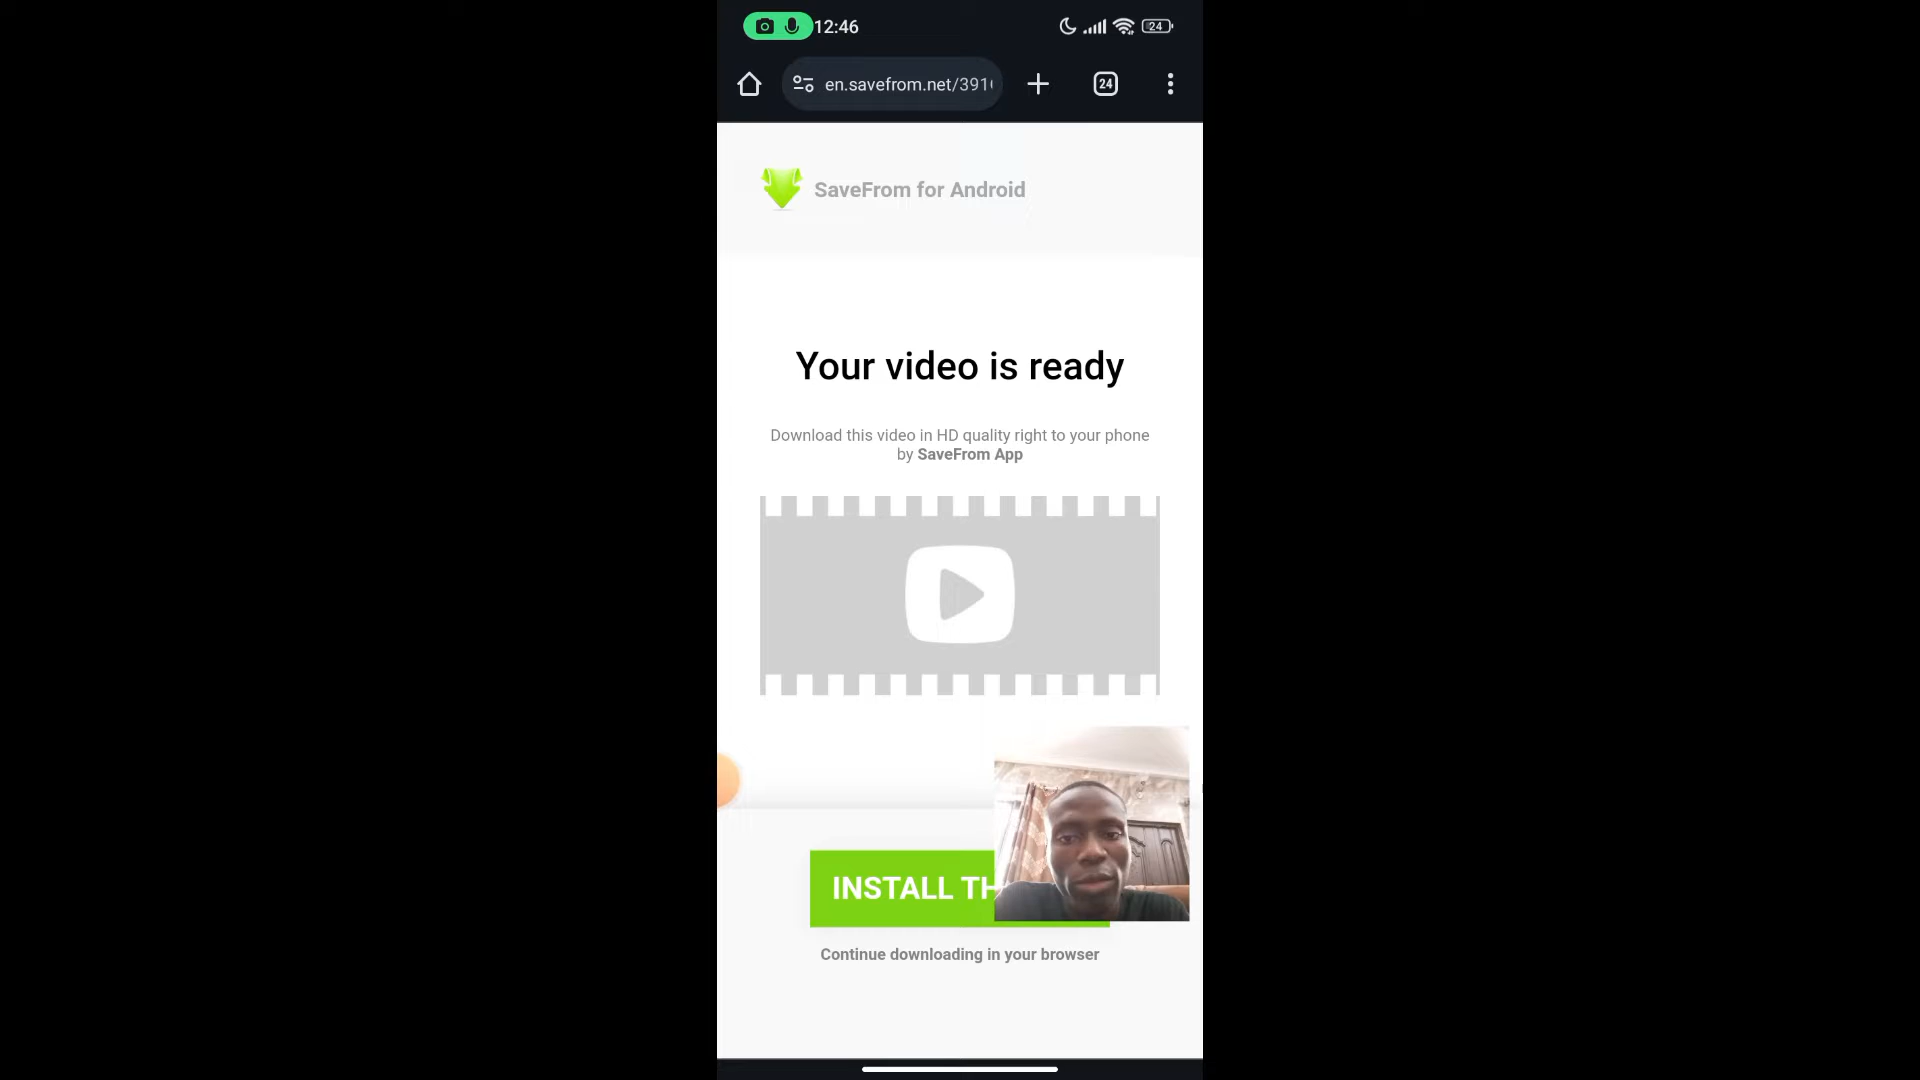 12:46
24
en.savefrom.net/391
24
SaveFrom for Android
Your video is ready
Download this video in HD quality right to your phone
by SaveFrom App
INSTALL
Continue downloading in your browser